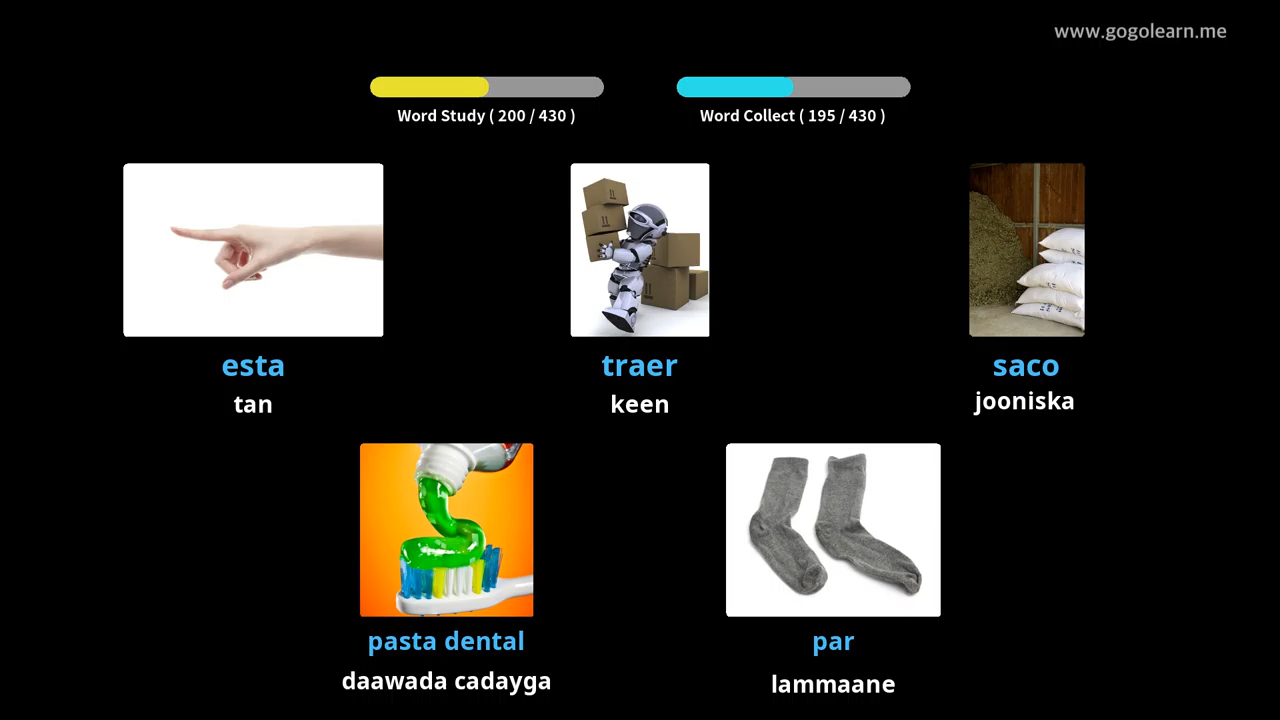 www.gogolearn.me
Word Study ( 200 / 430 )
Word Collect ( 195 / 430 )
esta
tan
traer
keen
saco
jooniska
pasta dental
daawada cadayga
par
lammaane